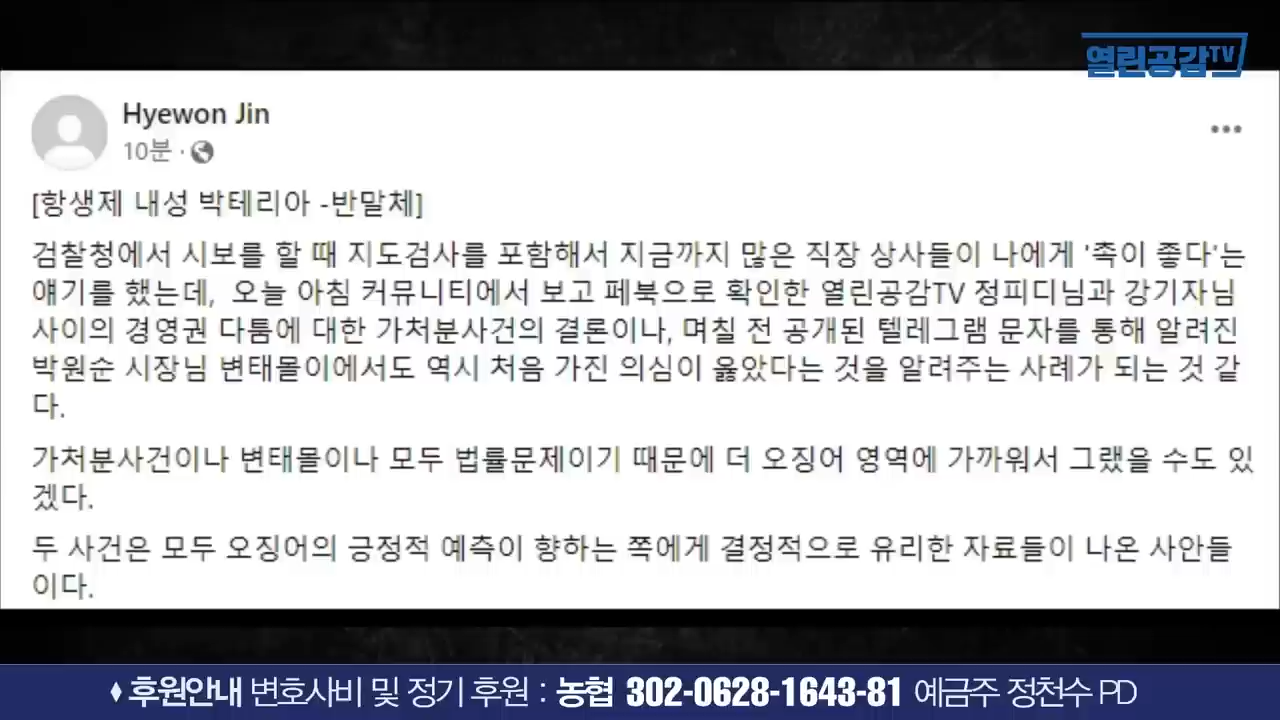 열린공감TV
Hyewon Jin
10분 ·
[항생제 내성 박테리아 -반말체]
검찰청에서 시보를 할 때 지도검사를 포함해서 지금까지 많은 직장 상사들이 나에게 '촉이 좋다'는
얘기를 했는데, 오늘 아침 커뮤니티에서 보고 페북으로 확인한 열린공감TV 정피디님과 강기자님
사이의 경영권 다툼에 대한 가처분사건의 결론이나, 며칠 전 공개된 텔레그램 문자를 통해 알려진
박원순 시장님 변태몰이에서도 역시 처음 가진 의심이 옳았다는 것을 알려주는 사례가 되는 것 같
다.
가처분사건이나 변태몰이나 모두 법률문제이기 때문에 더 오징어 영역에 가까워서 그랬을 수도 있
겠다.
두 사건은 모두 오징어의 긍정적 예측이 향하는 쪽에게 결정적으로 유리한 자료들이 나온 사안들
이다.
♦ 후원안내 변호사비 및 정기 후원 : 농협 302-0628-1643-81 예금주 정천수 PD